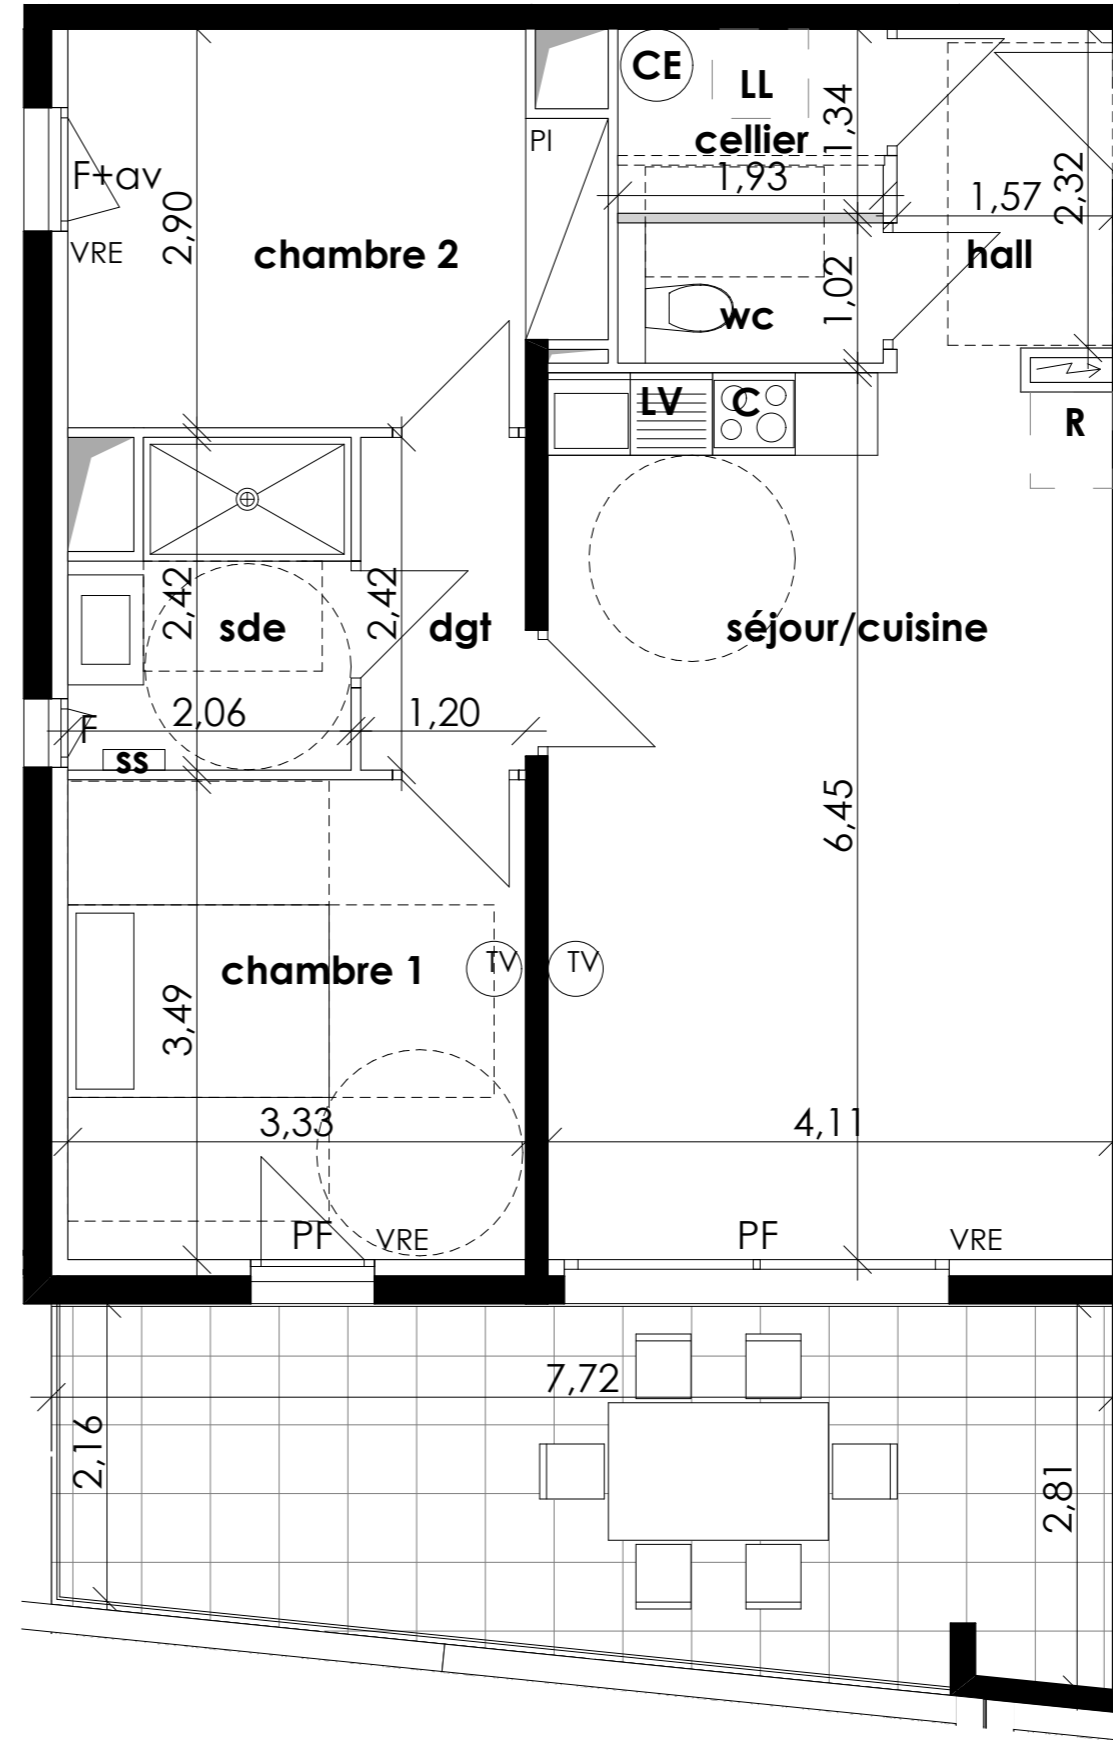 CE
LL
PI
1,34
cellier
F+av
1,93
1,57
2,32
2,90
VRE
chambre 2
hall
1,02
wc
LV
C
R
2,42
sde
2,42
dgt
séjour/cuisine
2,06
1,20
F
ss
6,45
TV
TV
chambre 1
3,49
3,33
4,11
PF
VRE
PF
VRE
7,72
2,16
2,81